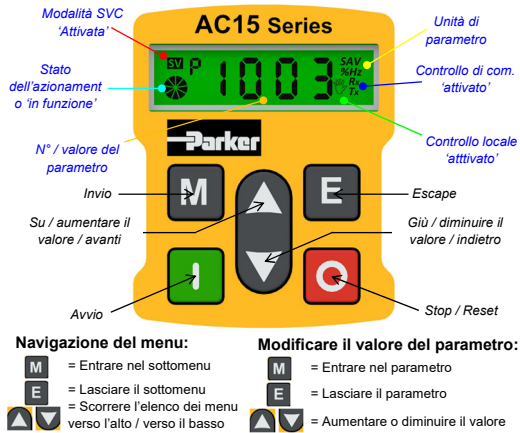 Modalità SVC
'Attivata'
AC15 Series
Unità di
parametro
SV P 1003 SAV
%Hz
Rx
Tx
Stato
dell'azionament
o 'in funzione'
Controllo di com.
'attivato'
N° / valore del
parametro
Parker
Controllo locale
'atttivato'
Invio
M
E
Escape
Su / aumentare il
valore / avanti
Giù / diminuire il
valore / indietro
Avvio
Stop / Reset
Navigazione del menu:
M = Entrare nel sottomenu
E = Lasciare il sottomenu
= Scorrere l'elenco dei menu
verso l'alto / verso il basso
Modificare il valore del parametro:
M = Entrare nel parametro
E = Lasciare il parametro
= Aumentare o diminuire il valore